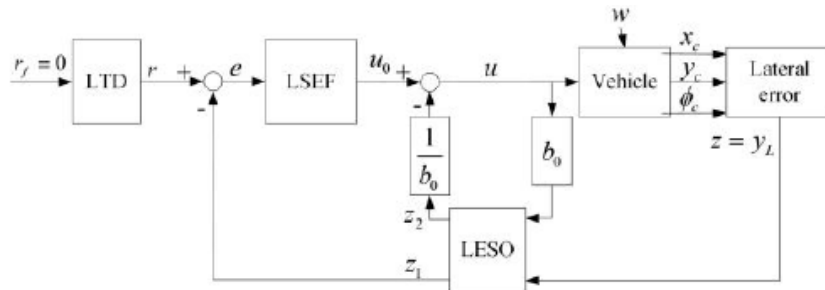 w
r_f = 0
LTD
r
+
-
e
LSEF
u_0
+
-
u
Vehicle
x_c
y_c
ϕ_c
Lateral
error
z = y_L
1
b_0
b_0
z_2
LESO
z_1